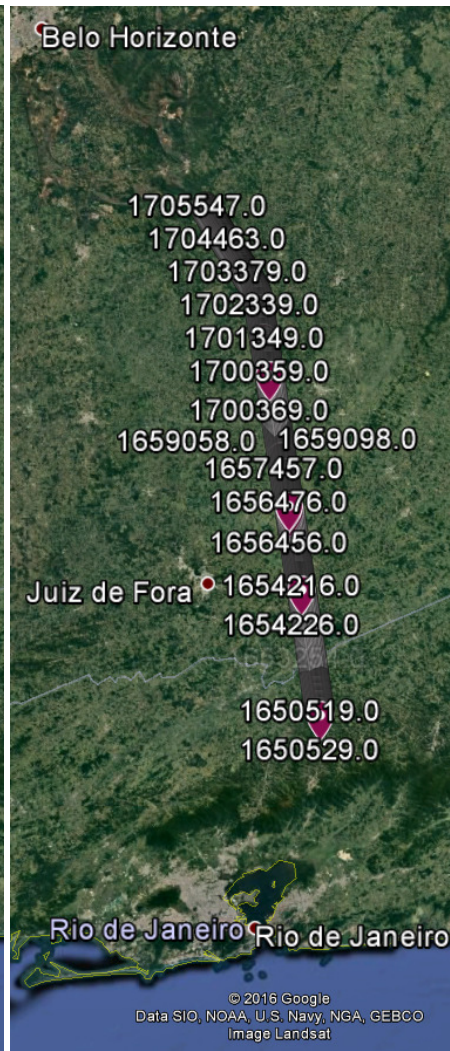 Belo Horizonte
1705547.0
1704463.0
1703379.0
1702339.0
1701349.0
1700359.0
1700369.0
1659058.0 1659098.0
1657457.0
1656476.0
1656456.0
Juiz de Fora 1654216.0
1654226.0
1650519.0
1650529.0
Rio de Janeiro Rio de Janeiro
© 2016 Google
Data SIO, NOAA, U.S. Navy, NGA, GEBCO
Image Landsat